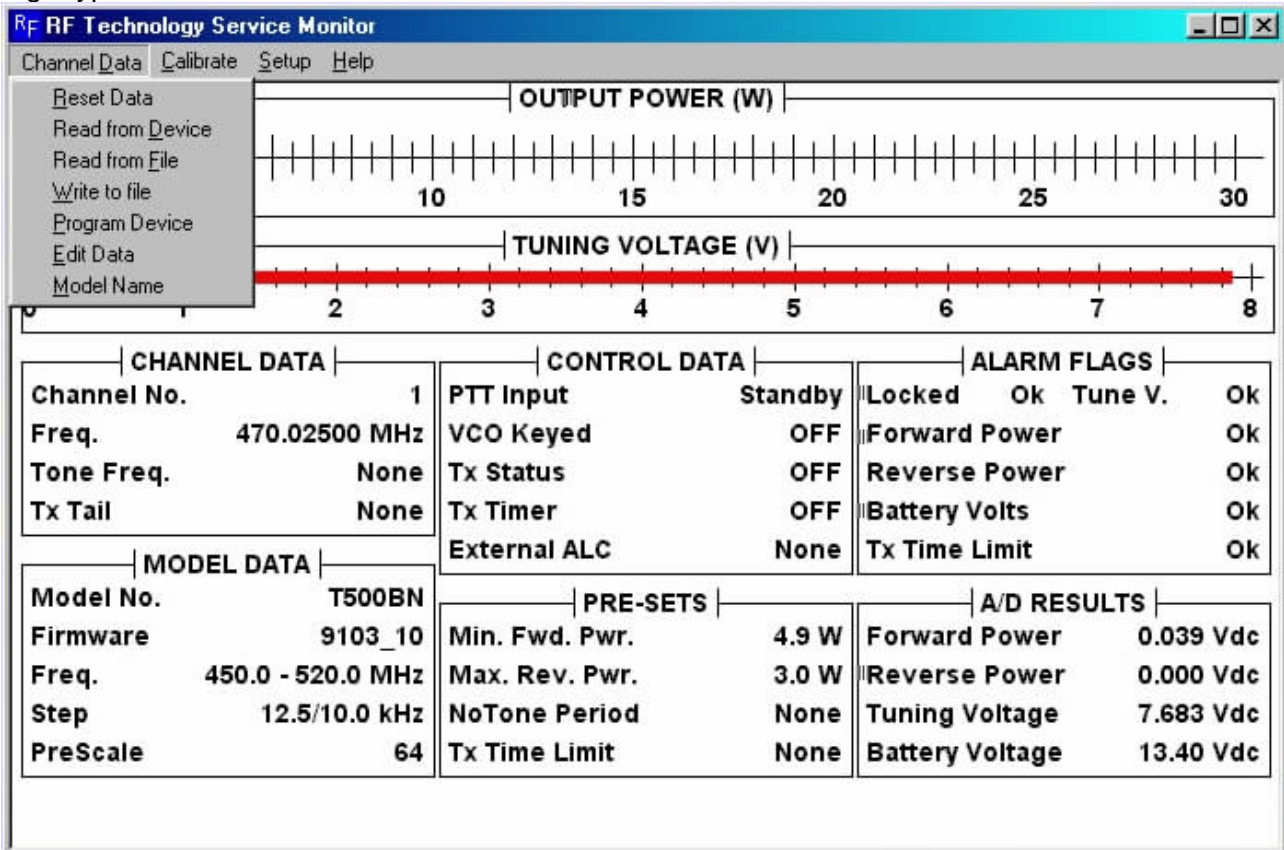 RF RF Technology Service Monitor
Channel Data Calibrate Setup Help
Reset Data
Read from Device
Read from File
Write to file
Program Device
Edit Data
Model Name
OUTPUT POWER (W)
10 15 20 25 30
TUNING VOLTAGE (V)
0 1 2 3 4 5 6 7 8
CHANNEL DATA
Channel No. 1
Freq. 470.02500 MHz
Tone Freq. None
Tx Tail None
MODEL DATA
Model No. T500BN
Firmware 9103_10
Freq. 450.0 - 520.0 MHz
Step 12.5/10.0 kHz
PreScale 64
CONTROL DATA
PTT Input Standby
VCO Keyed OFF
Tx Status OFF
Tx Timer OFF
External ALC None
PRE-SETS
Min. Fwd. Pwr. 4.9 W
Max. Rev. Pwr. 3.0 W
NoTone Period None
Tx Time Limit None
ALARM FLAGS
Locked Ok Tune V. Ok
Forward Power Ok
Reverse Power Ok
Battery Volts Ok
Tx Time Limit Ok
A/D RESULTS
Forward Power 0.039 Vdc
Reverse Power 0.000 Vdc
Tuning Voltage 7.683 Vdc
Battery Voltage 13.40 Vdc